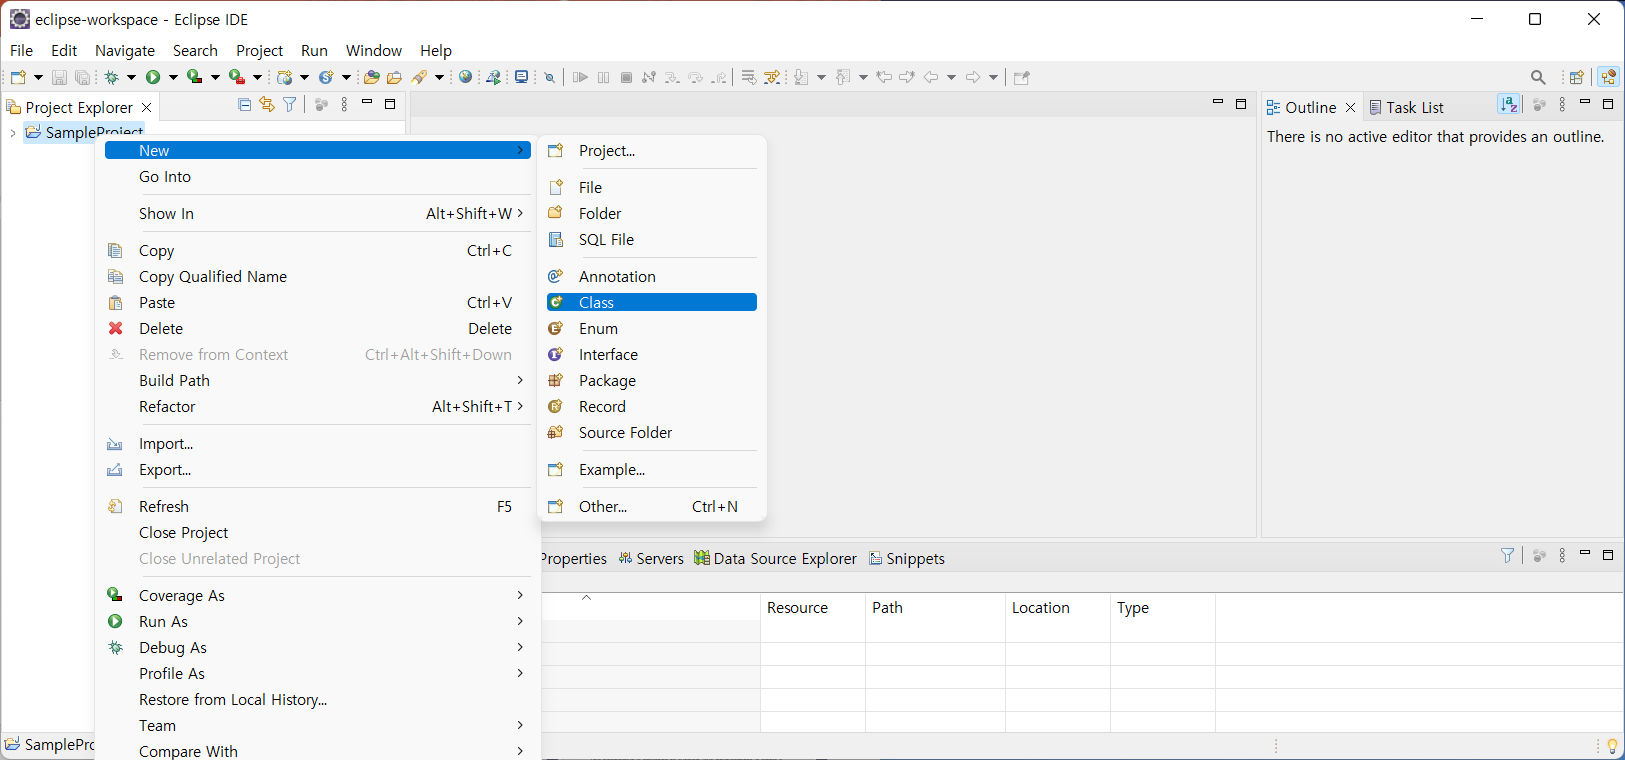 eclipse-workspace - Eclipse IDE
File Edit Navigate Search Project Run Window Help
Project Explorer
SampleProject
New
Go Into
Show In Alt+Shift+W
Copy Ctrl+C
Copy Qualified Name
Paste Ctrl+V
Delete Delete
Remove from Context Ctrl+Alt+Shift+Down
Build Path
Refactor Alt+Shift+T
Import...
Export...
Refresh F5
Close Project
Close Unrelated Project
Coverage As
Run As
Debug As
Profile As
Restore from Local History...
Team
Compare With
Project...
File
Folder
SQL File
Annotation
Class
Enum
Interface
Package
Record
Source Folder
Example...
Other... Ctrl+N
Outline Task List
There is no active editor that provides an outline.
Properties Servers Data Source Explorer Snippets
Resource Path Location Type
SamplePro